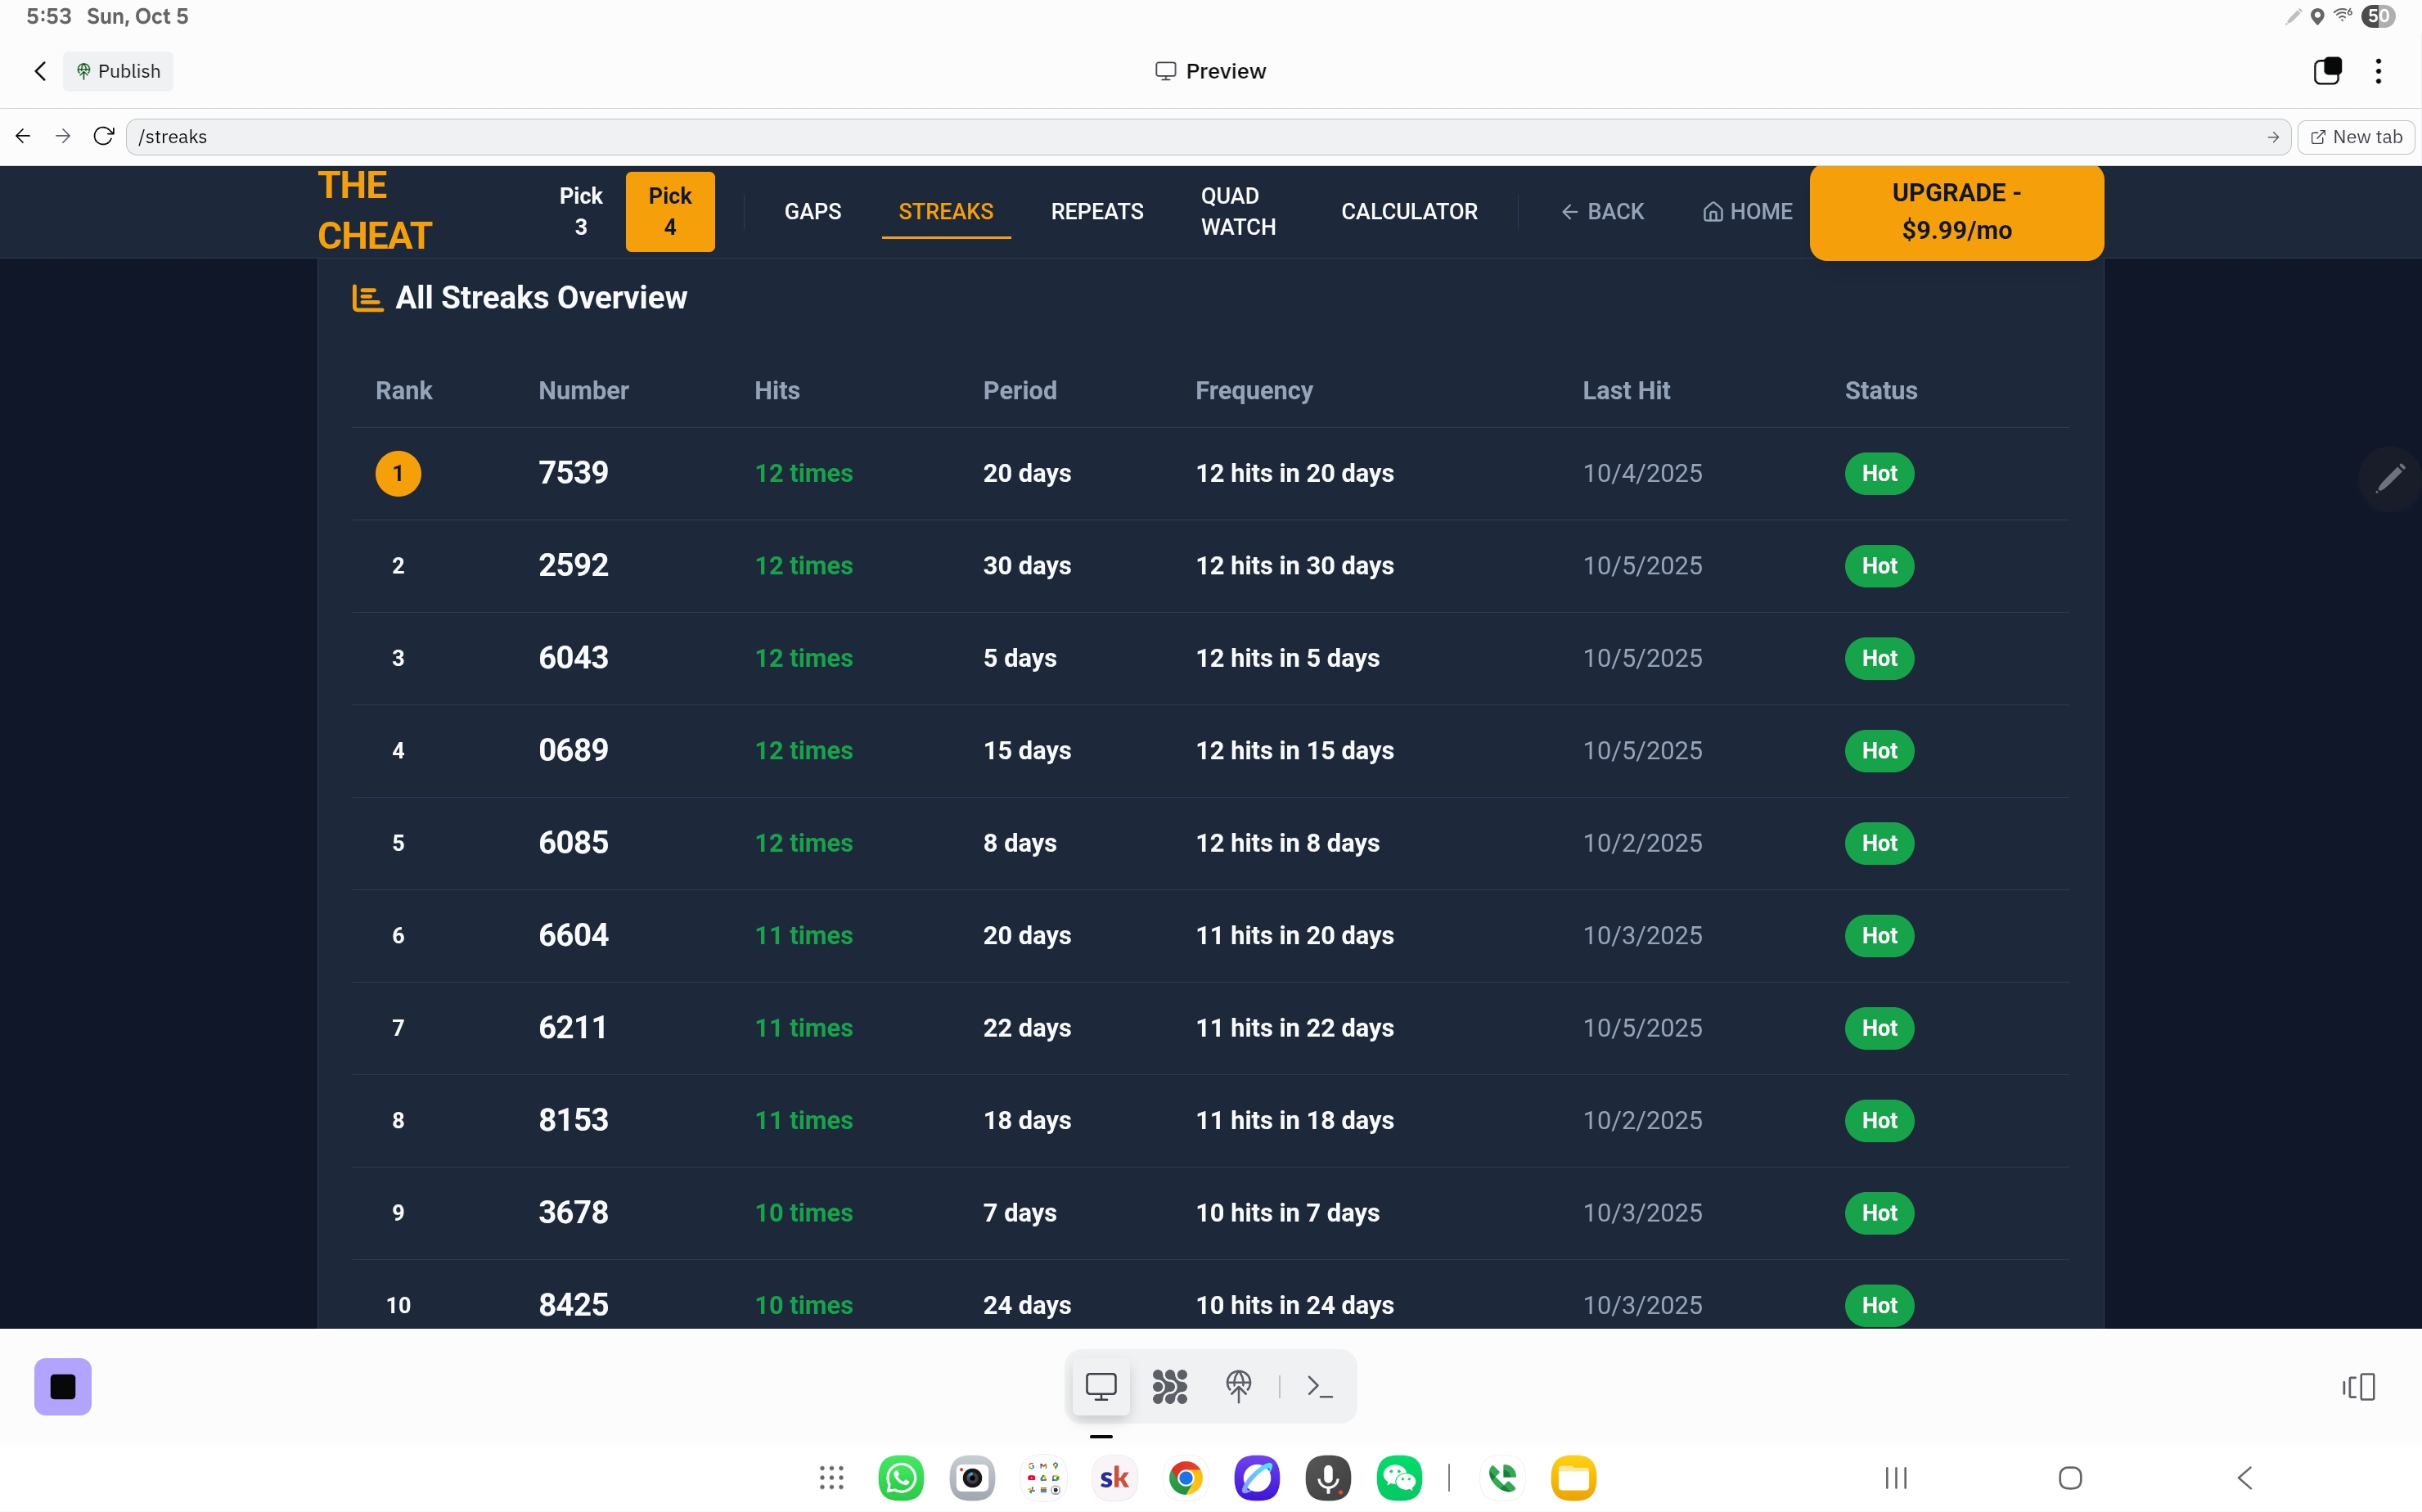 5:53 Sun, Oct 5
50
Publish
Preview
/streaks
New tab
THE
CHEAT
Pick
3
Pick
4
GAPS
STREAKS
REPEATS
QUAD
WATCH
CALCULATOR
BACK
HOME
UPGRADE -
$9.99/mo
All Streaks Overview
Rank Number Hits Period Frequency Last Hit Status
1 7539 12 times 20 days 12 hits in 20 days 10/4/2025 Hot
2 2592 12 times 30 days 12 hits in 30 days 10/5/2025 Hot
3 6043 12 times 5 days 12 hits in 5 days 10/5/2025 Hot
4 0689 12 times 15 days 12 hits in 15 days 10/5/2025 Hot
5 6085 12 times 8 days 12 hits in 8 days 10/2/2025 Hot
6 6604 11 times 20 days 11 hits in 20 days 10/3/2025 Hot
7 6211 11 times 22 days 11 hits in 22 days 10/5/2025 Hot
8 8153 11 times 18 days 11 hits in 18 days 10/2/2025 Hot
9 3678 10 times 7 days 10 hits in 7 days 10/3/2025 Hot
10 8425 10 times 24 days 10 hits in 24 days 10/3/2025 Hot
sk